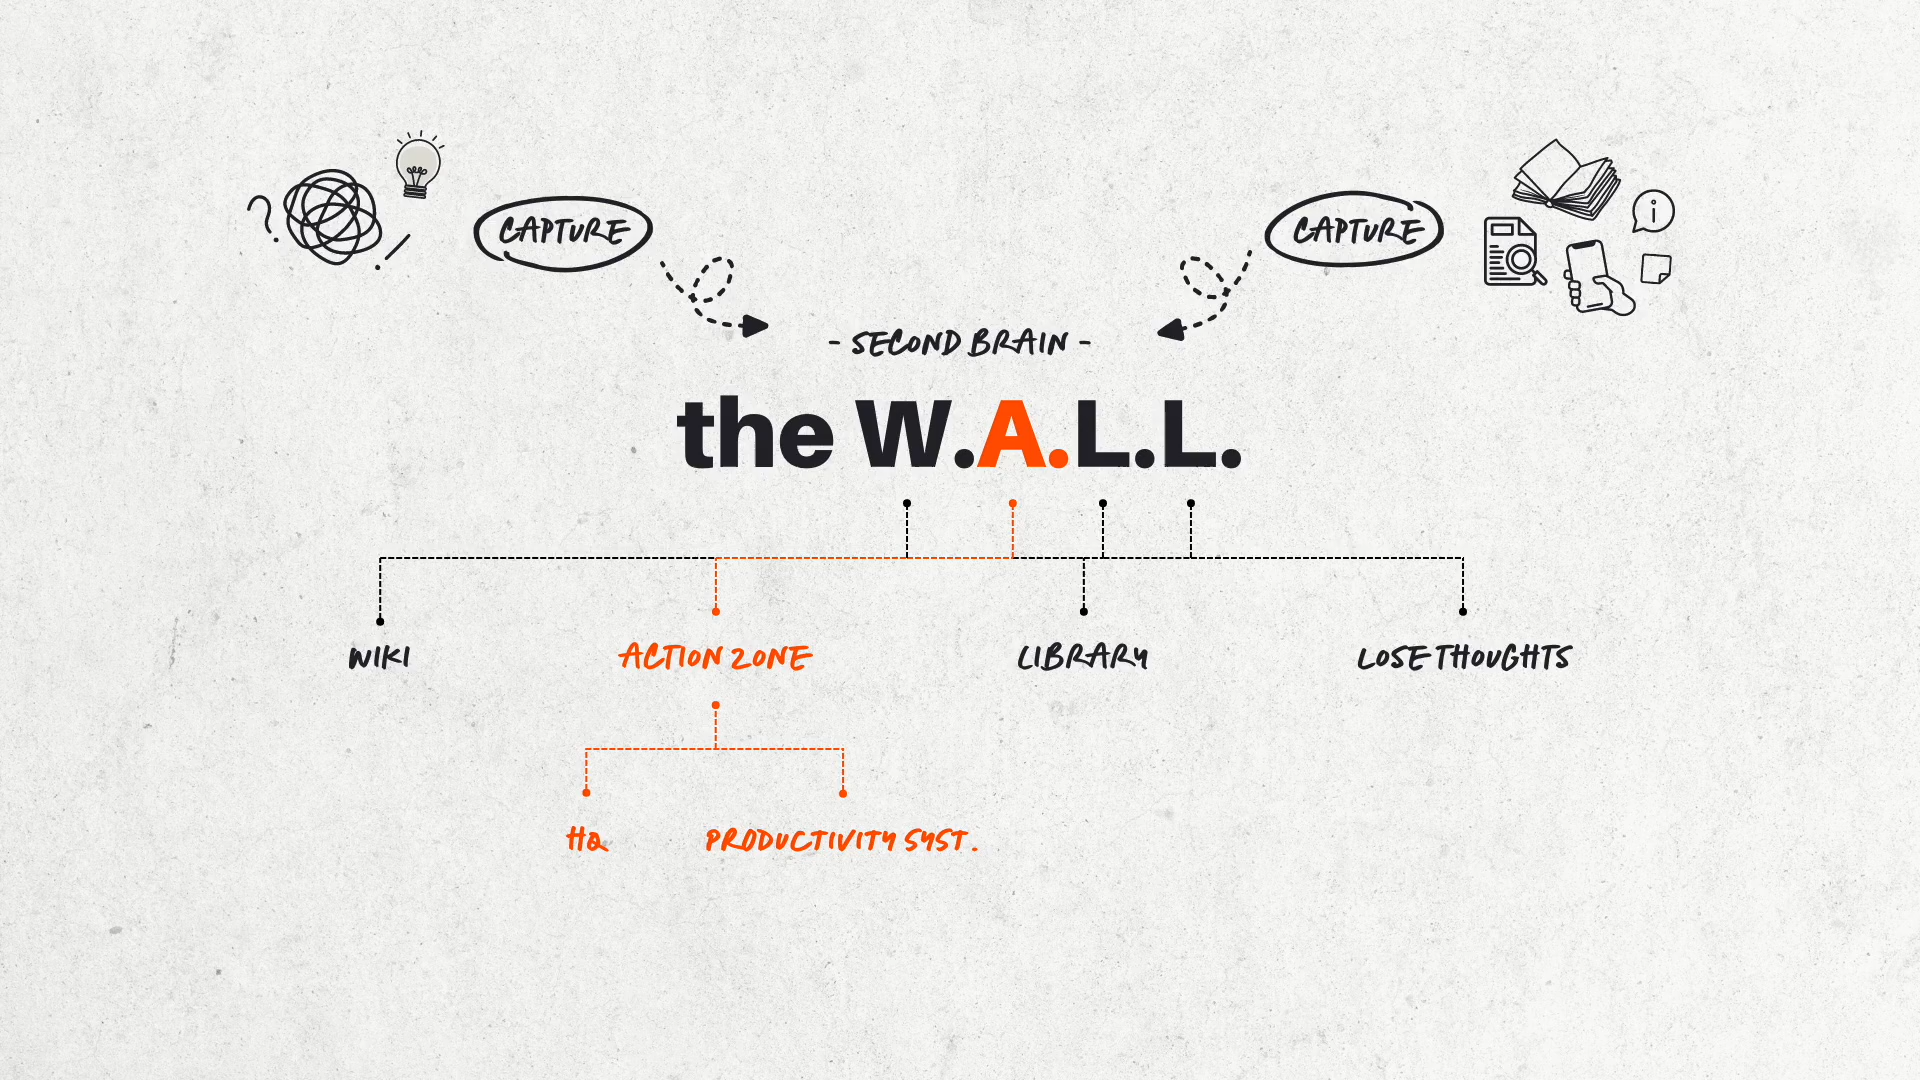 CAPTURE
CAPTURE
- SECOND BRAIN -
the W.A.L.L.
WIKI
ACTION ZONE
LIBRARY
LOSE THOUGHTS
HQ
PRODUCTIVITY SYST.